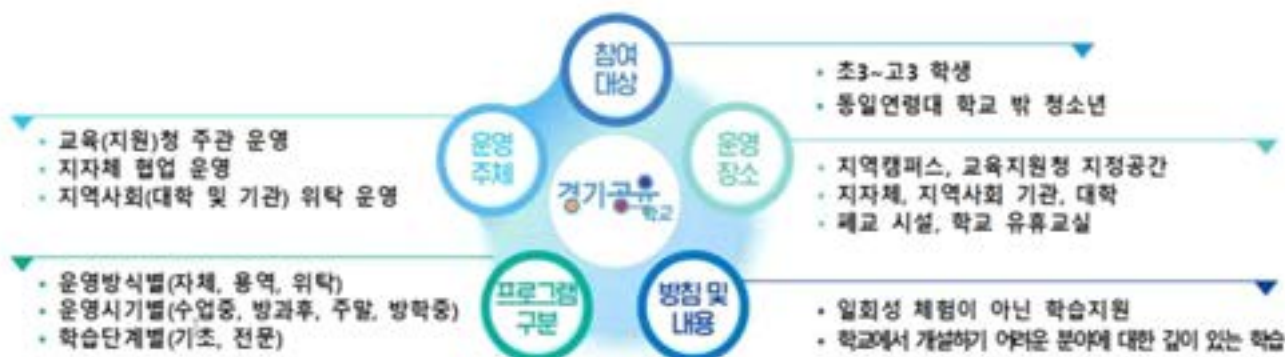 참여
대상
• 초3~고3 학생
• 동일연령대 학교 밖 청소년
운영
주체
• 교육(지원)청 주관 운영
• 지자체 협업 운영
• 지역사회(대학 및 기관) 위탁 운영
운영
장소
• 지역캠퍼스, 교육지원청 지정공간
• 지자체, 지역사회 기관, 대학
• 폐교 시설, 학교 유휴교실
경기공유
학교
프로그램
구분
• 운영방식별(자체, 용역, 위탁)
• 운영시기별(수업중, 방과후, 주말, 방학중)
• 학습단계별(기초, 전문)
방침 및
내용
• 일회성 체험이 아닌 학습지원
• 학교에서 개설하기 어려운 분야에 대한 깊이 있는 학습